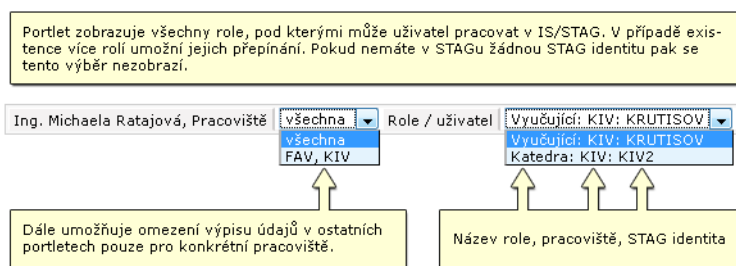 Portlet zobrazuje všechny role, pod kterými může uživatel pracovat v IS/STAG. V případě exis-
tence více rolí umožní jejich přepínání. Pokud nemáte v STAGu žádnou STAG identitu pak se
tento výběr nezobrazí.
Ing. Michaela Ratajová, Pracoviště všechna Role / uživatel Vyučující: KIV: KRUTISOV
všechna Vyučující: KIV: KRUTISOV
FAV, KIV Katedra: KIV: KIV2
Dále umožňuje omezení výpisu údajů v ostatních
portletech pouze pro konkrétní pracoviště.
Název role, pracoviště, STAG identita